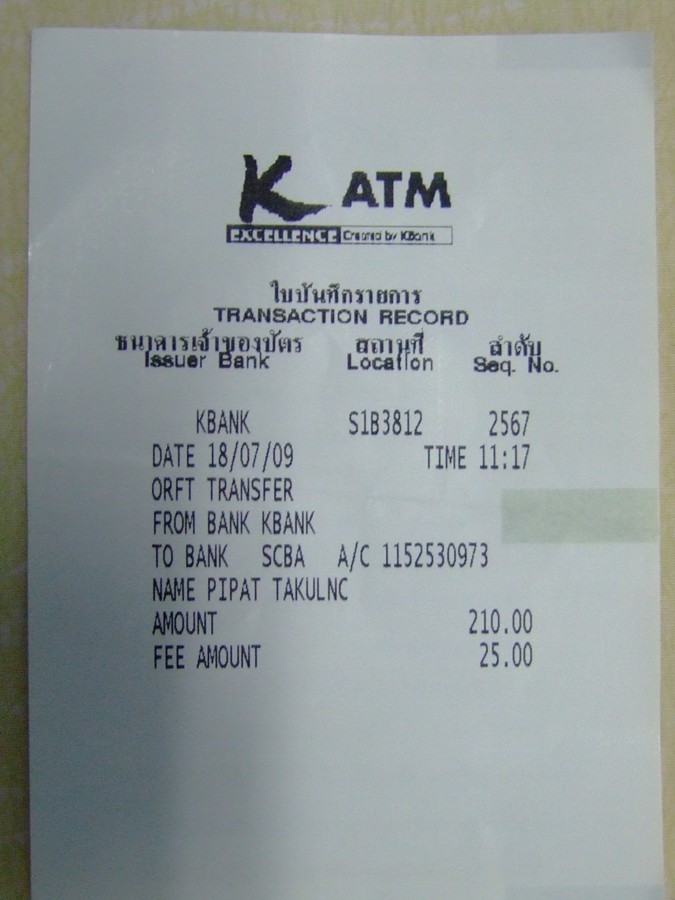 K ATM
EXCELLENCE Created by KBank
ใบบันทึกรายการ
TRANSACTION RECORD
ธนาคารเจ้าของบัตร สถานที่ ลำดับ
Issuer Bank Location Seq. No.
KBANK S1B3812 2567
DATE 18/07/09 TIME 11:17
ORFT TRANSFER
FROM BANK KBANK
TO BANK SCBA A/C 1152530973
NAME PIPAT TAKULNC
AMOUNT 210.00
FEE AMOUNT 25.00